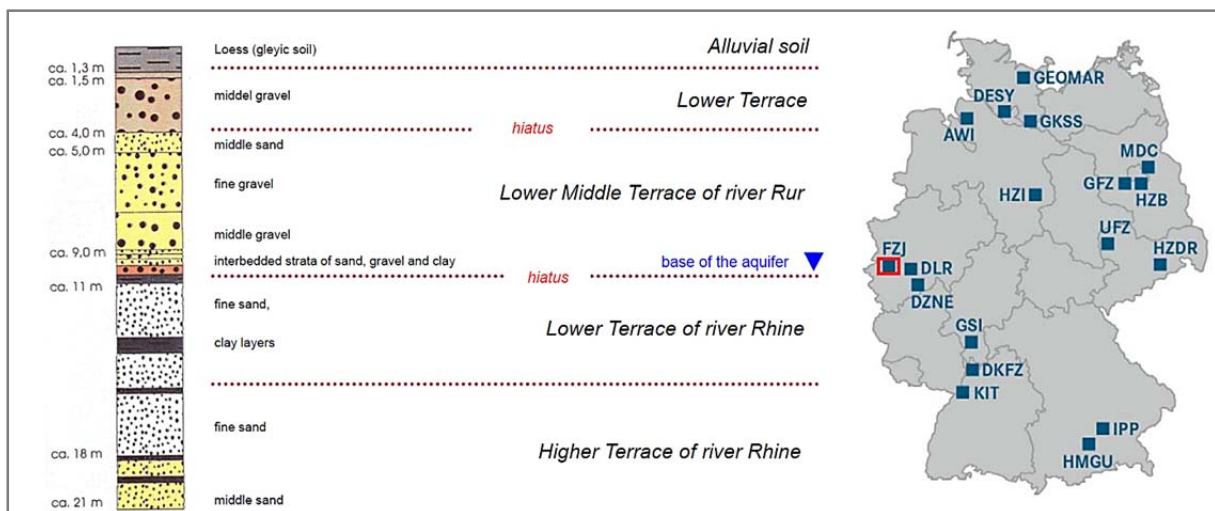 Loess (gleyic soil)
Alluvial soil
ca. 1,3 m
ca. 1,5 m
middel gravel
Lower Terrace
ca. 4,0 m
hiatus
middle sand
ca. 5,0 m
fine gravel
Lower Middle Terrace of river Rur
middle gravel
ca. 9,0 m
interbedded strata of sand, gravel and clay
base of the aquifer
hiatus
ca. 11 m
fine sand,
Lower Terrace of river Rhine
clay layers
fine sand
Higher Terrace of river Rhine
ca. 18 m
ca. 21 m
middle sand
GEOMAR
DESY
AWI
GKSS
MDC
GFZ
HZB
HZI
UFZ
FZJ
HZDR
DLR
DZNE
GSI
DKFZ
KIT
IPP
HMGU